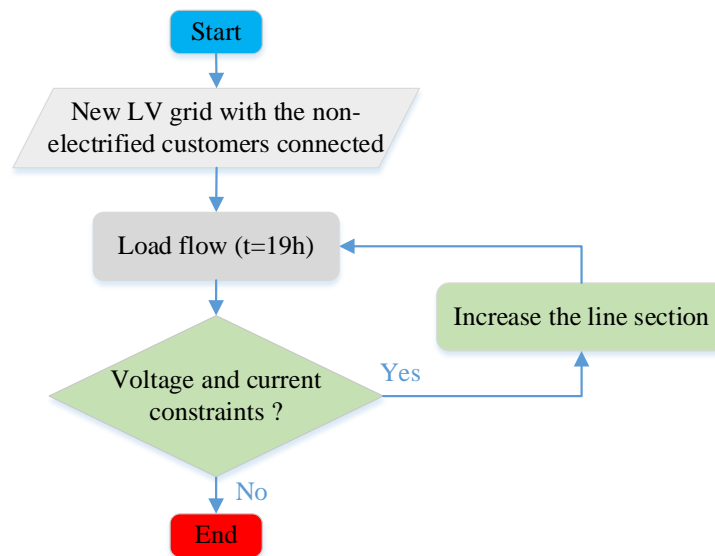 Start
New LV grid with the non-
electrified customers connected
Load flow (t=19h)
Increase the line section
Voltage and current
constraints ?
Yes
No
End